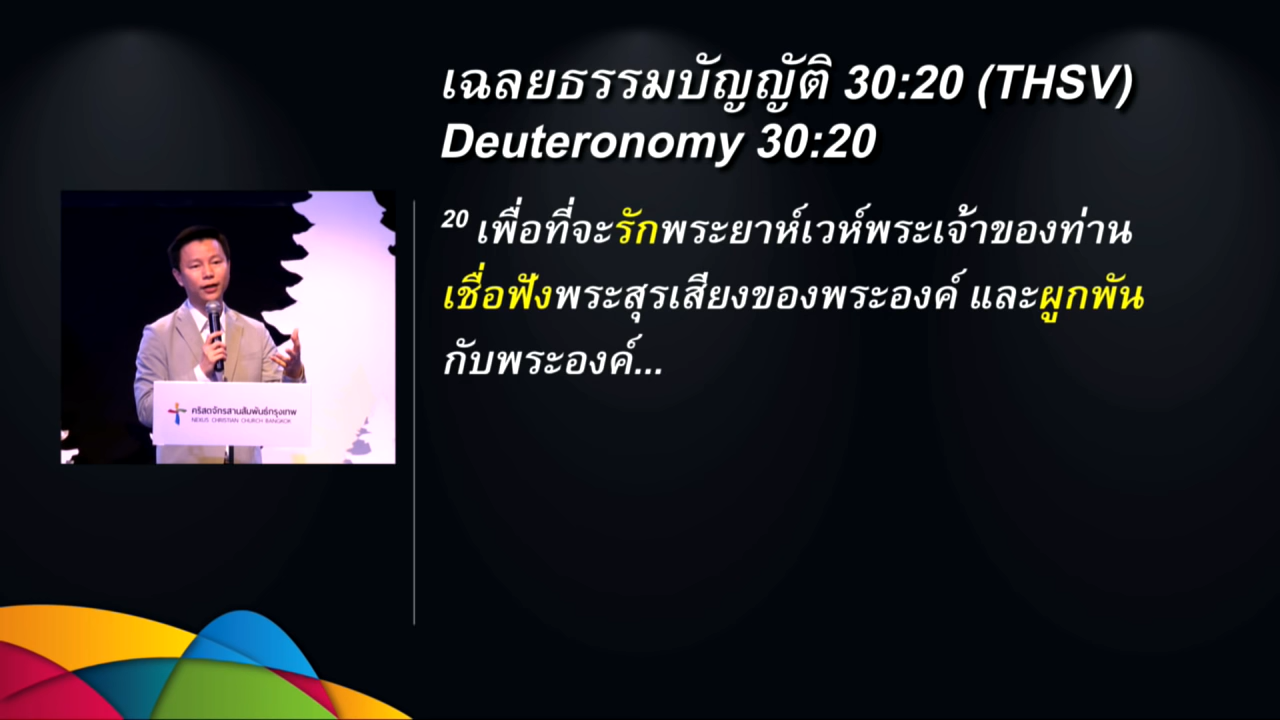 เฉลยธรรมบัญญัติ 30:20 (THSV)
Deuteronomy 30:20
20 เพื่อที่จะรักพระยาห์เวห์พระเจ้าของท่าน
เชื่อฟังพระสุรเสียงของพระองค์ และผูกพัน
กับพระองค์...
คริสตจักรสานสัมพันธ์กรุงเทพ
NEXUS CHRISTIAN CHURCH BANGKOK